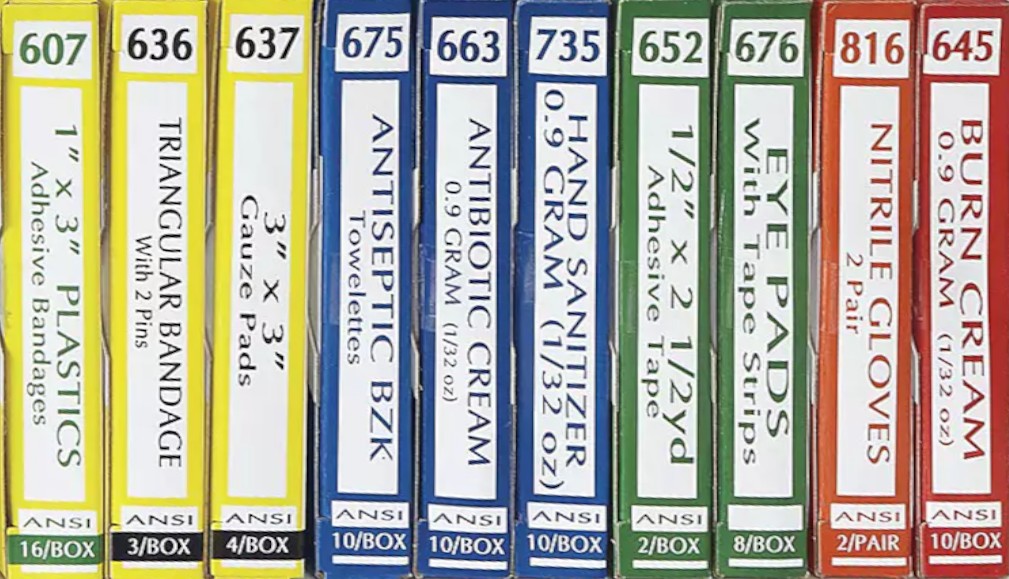 607
1" x 3" PLASTICS
Adhesive Bandages
ANSI
16/BOX
636
TRIANGULAR BANDAGE
With 2 Pins
ANSI
3/BOX
637
3" x 3"
Gauze Pads
ANSI
4/BOX
675
ANTISEPTIC BZK
Towelettes
ANSI
10/BOX
663
ANTIBIOTIC CREAM
0.9 GRAM (1/32 oz)
ANSI
10/BOX
735
HAND SANITIZER
0.9 GRAM (1/32 oz)
ANSI
10/BOX
652
1/2" x 2 1/2yd
Adhesive Tape
ANSI
2/BOX
676
EYE PADS
With Tape Strips
8/BOX
816
NITRILE GLOVES
2 Pair
ANSI
2/PAIR
645
BURN CREAM
0.9 GRAM (1/32 oz)
ANSI
10/BOX